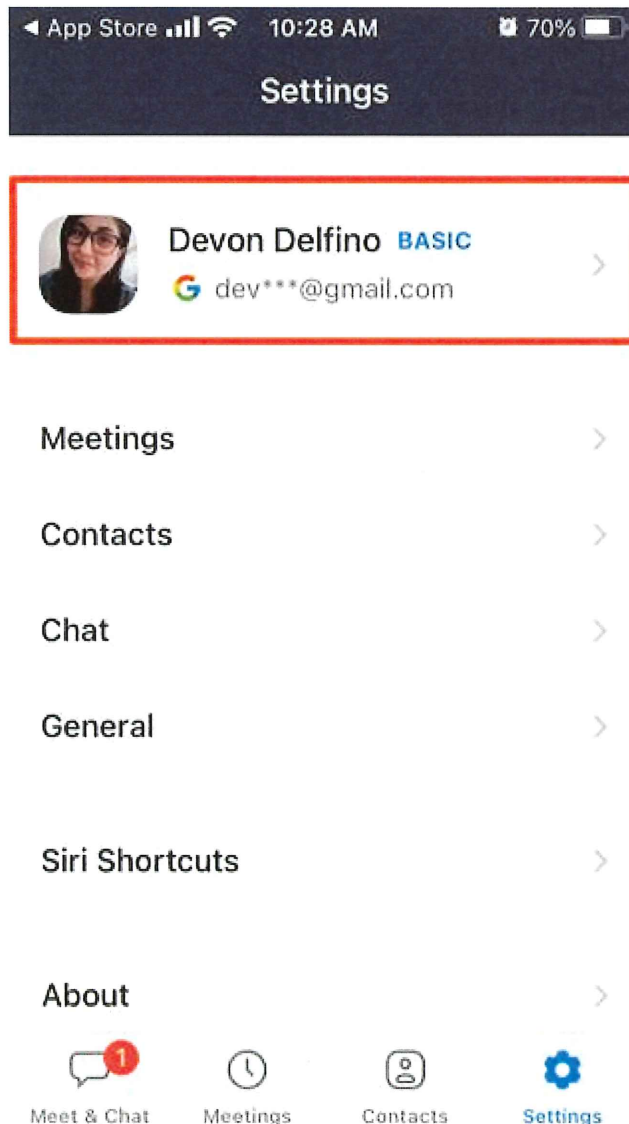 App Store 10:28 AM 70%
Settings
Devon Delfino BASIC
dev***@gmail.com
Meetings
Contacts
Chat
General
Siri Shortcuts
About
1
Meet & Chat Meetings Contacts Settings